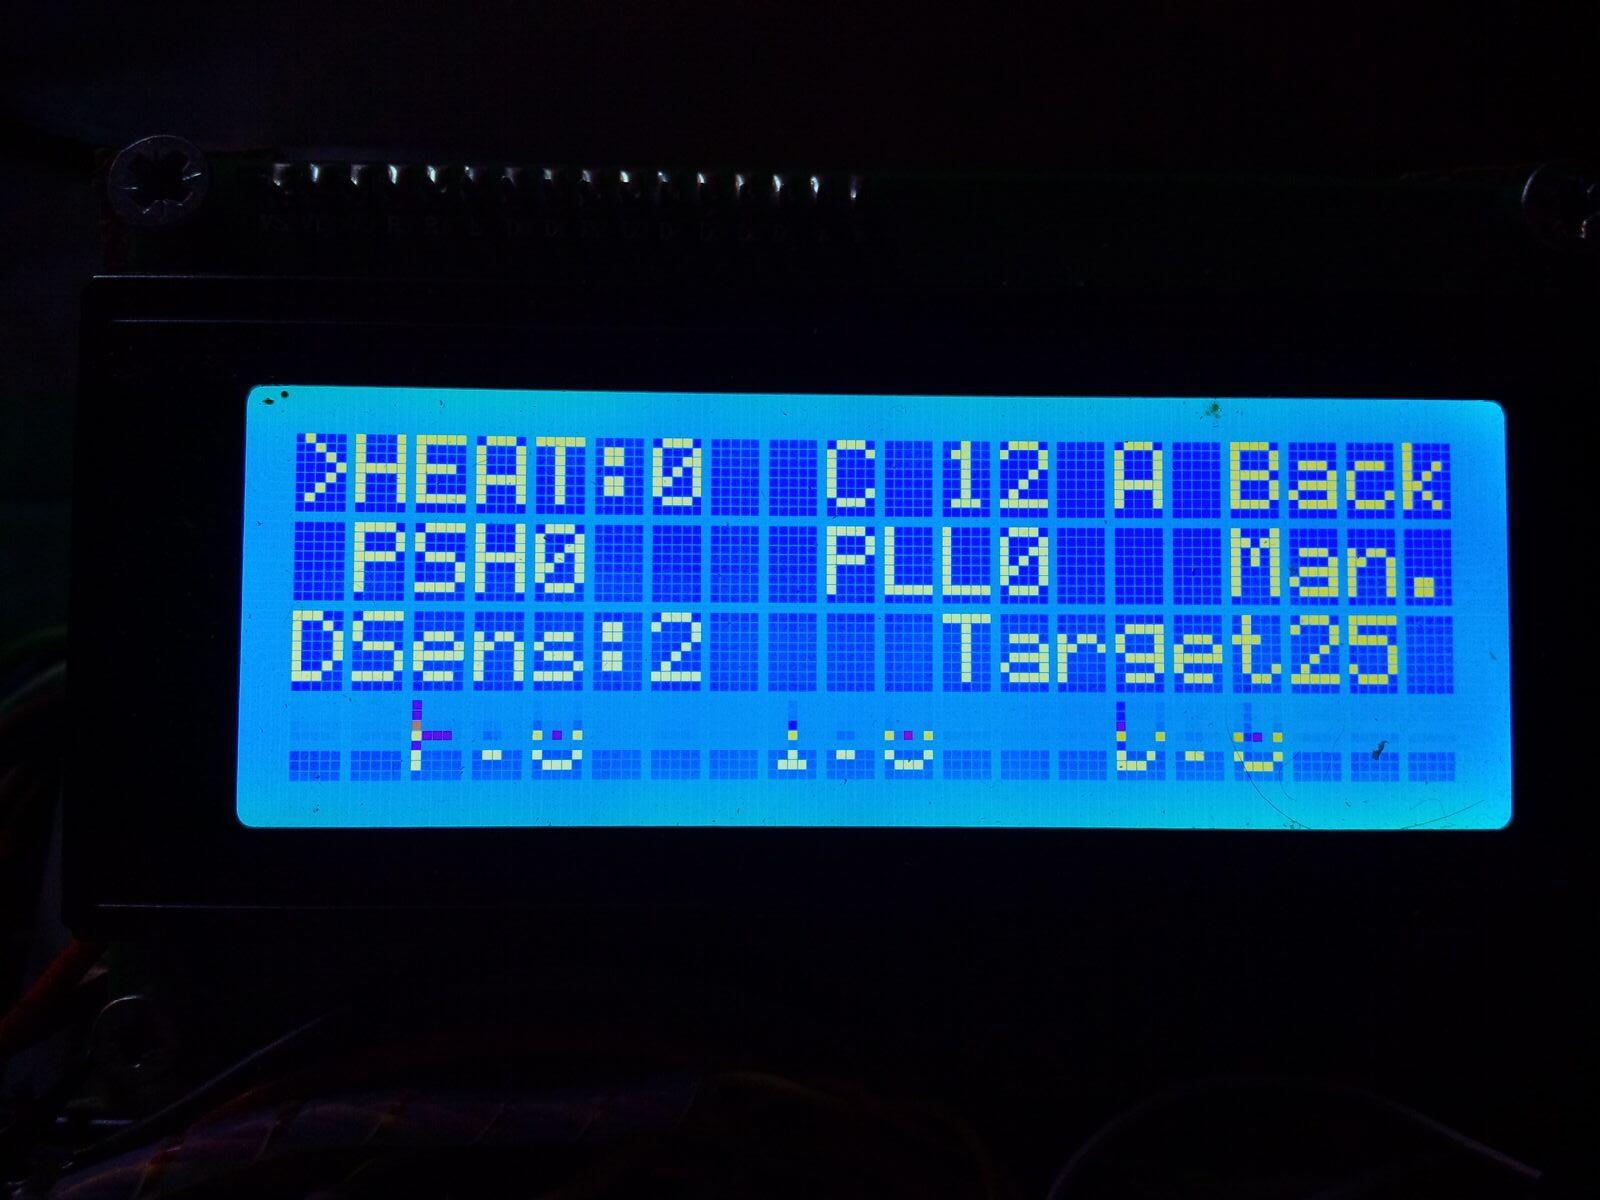 >HEAT:0 C 12 A Back
PSH0 PLL0 Man.
DSens:2 Target25